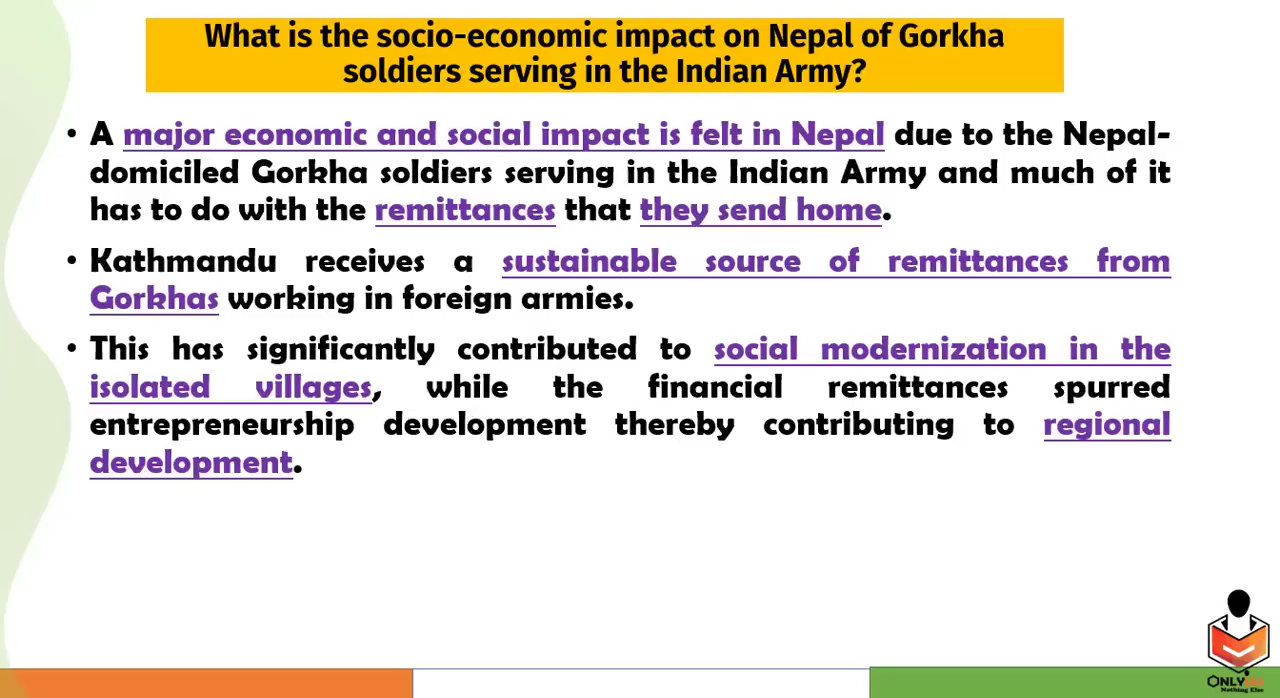 What is the socio-economic impact on Nepal of Gorkha
soldiers serving in the Indian Army?
• A major economic and social impact is felt in Nepal due to the Nepal-
domiciled Gorkha soldiers serving in the Indian Army and much of it
has to do with the remittances that they send home.
• Kathmandu receives a sustainable source of remittances from
Gorkhas working in foreign armies.
• This has significantly contributed to social modernization in the
isolated villages, while the financial remittances spurred
entrepreneurship development thereby contributing to regional
development.
ONLYIAS
Nothing Else